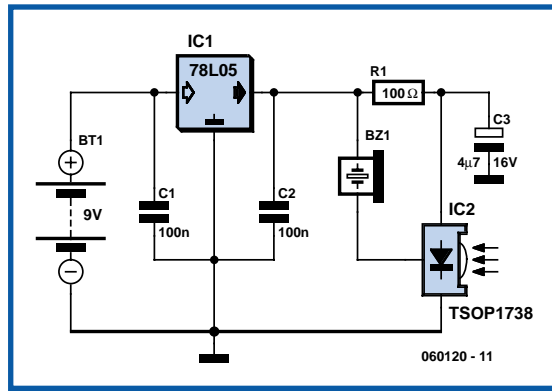 IC1
78L05
R1
100Ω
C3
4µ7 16V
BT1
9V
C1
100n
C2
100n
BZ1
IC2
TSOP1738
060120 - 11